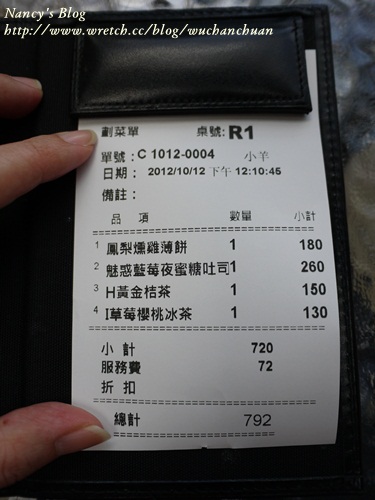 Nancy's Blog
http://www.wretch.cc/blog/wuchanchuan
劃菜單 桌號: R1
單號: C 1012-0004 小羊
日期: 2012/10/12 下午 12:10:45
備註:
品 項 數量 小計
1 鳳梨燻雞薄餅 1 180
2 魅惑藍莓夜蜜糖吐司 1 260
3 H黃金桔茶 1 150
4 I草莓櫻桃冰茶 1 130
小 計 720
服務費 72
折 扣
總計 792